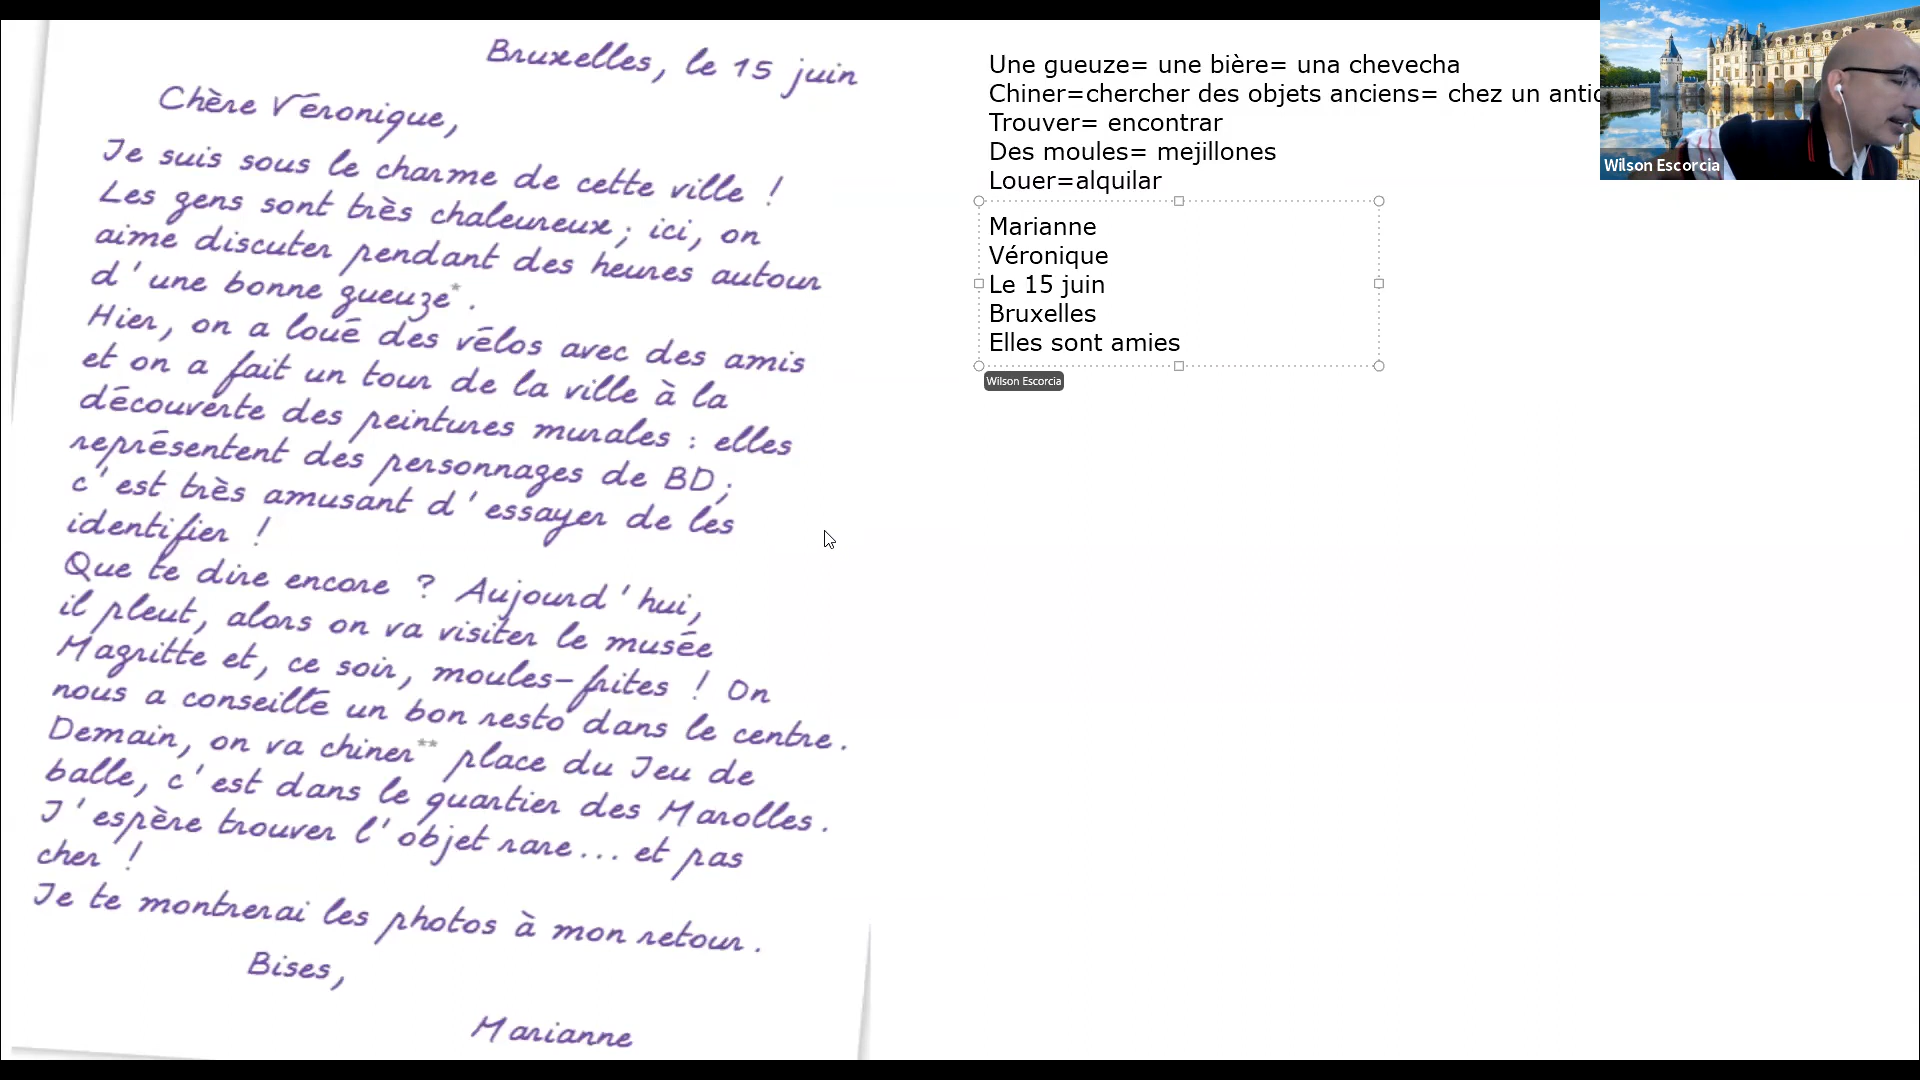 Bruxelles, le 15 juin
Chère Véronique,
Je suis sous le charme de cette ville !
Les gens sont très chaleureux ; ici, on
aime discuter pendant des heures autour
d'une bonne gueuze*.
Hier, on a loué des vélos avec des amis
et on a fait un tour de la ville à la
découverte des peintures murales : elles
représentent des personnages de BD ;
c'est très amusant d'essayer de les
identifier !
Que te dire encore ? Aujourd'hui,
il pleut, alors on va visiter le musée
Magritte et, ce soir, moules-frites ! On
nous a conseillé un bon resto dans le centre.
Demain, on va chiner** place du Jeu de
balle, c'est dans le quartier des Marolles.
J'espère trouver l'objet rare... et pas
cher !
Je te montrerai les photos à mon retour.
Bises,
Marianne
Une gueuze= une bière= una chevecha
Chiner=chercher des objets anciens= chez un
Trouver= encontrar
Des moules= mejillones
Louer=alquilar
Marianne
Véronique
Le 15 juin
Bruxelles
Elles sont amies
Wilson Escorcia
Wilson Escorcia